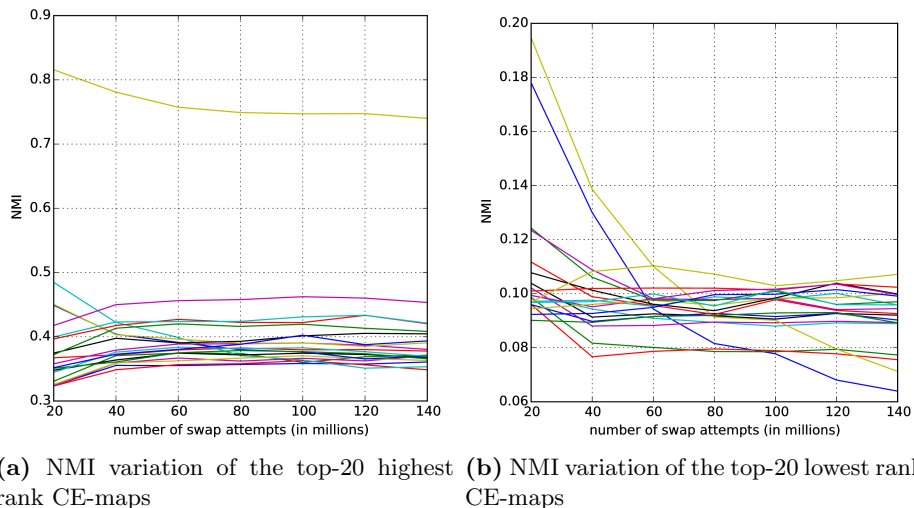 0.9
0.8
0.7
0.6
0.5
0.4
0.3
NMI
20 40 60 80 100 120 140
number of swap attempts (in millions)
0.20
0.18
0.16
0.14
0.12
0.10
0.08
0.06
NMI
20 40 60 80 100 120 140
number of swap attempts (in millions)
(a) NMI variation of the top-20 highest
rank CE-maps
(b) NMI variation of the top-20 lowest rank
CE-maps